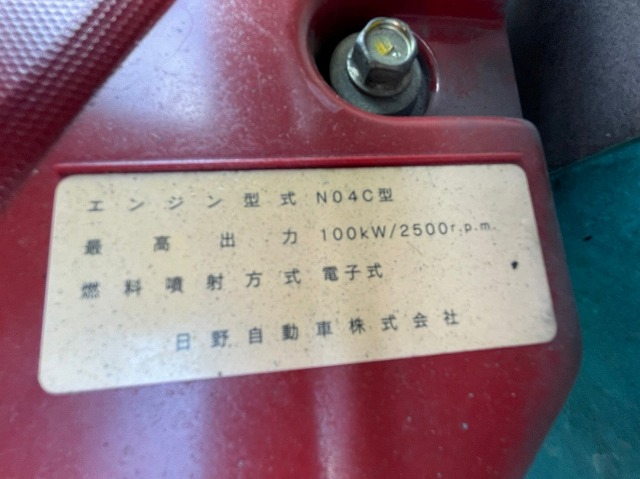 エンジン型式 N04C型
最高出力 100kW/2500r.p.m.
燃料噴射方式 電子式
日野自動車株式会社